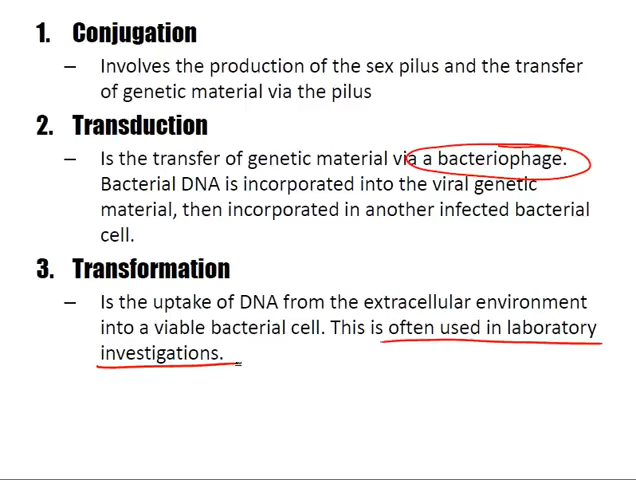 1. Conjugation
– Involves the production of the sex pilus and the transfer
of genetic material via the pilus
2. Transduction
– Is the transfer of genetic material via a bacteriophage.
Bacterial DNA is incorporated into the viral genetic
material, then incorporated in another infected bacterial
cell.
3. Transformation
– Is the uptake of DNA from the extracellular environment
into a viable bacterial cell. This is often used in laboratory
investigations.